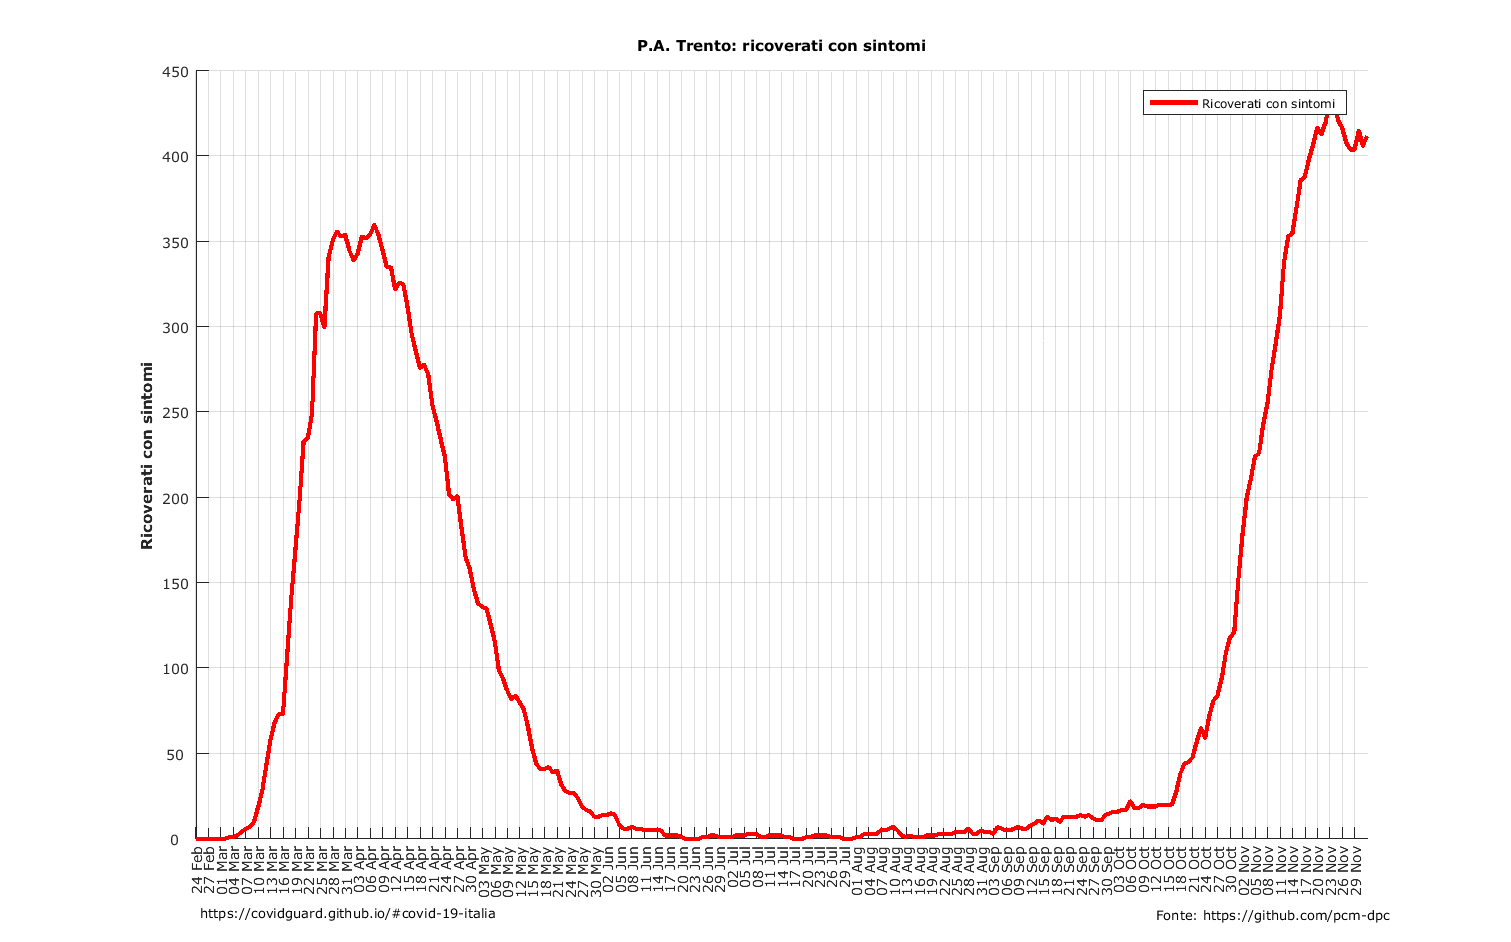 P.A. Trento: ricoverati con sintomi
450
400
350
300
250
200
150
100
50
0
Ricoverati con sintomi
Ricoverati con sintomi
24 Feb
27 Feb
01 Mar
04 Mar
07 Mar
10 Mar
13 Mar
16 Mar
19 Mar
22 Mar
25 Mar
28 Mar
31 Mar
03 Apr
06 Apr
09 Apr
12 Apr
15 Apr
18 Apr
21 Apr
24 Apr
27 Apr
30 Apr
03 May
06 May
09 May
12 May
15 May
18 May
21 May
24 May
27 May
30 May
02 Jun
05 Jun
08 Jun
11 Jun
14 Jun
17 Jun
20 Jun
23 Jun
26 Jun
29 Jun
02 Jul
05 Jul
08 Jul
11 Jul
14 Jul
17 Jul
20 Jul
23 Jul
26 Jul
29 Jul
01 Aug
04 Aug
07 Aug
10 Aug
13 Aug
16 Aug
19 Aug
22 Aug
25 Aug
28 Aug
31 Aug
03 Sep
06 Sep
09 Sep
12 Sep
15 Sep
18 Sep
21 Sep
24 Sep
27 Sep
30 Sep
03 Oct
06 Oct
09 Oct
12 Oct
15 Oct
18 Oct
21 Oct
24 Oct
27 Oct
30 Oct
02 Nov
05 Nov
08 Nov
11 Nov
14 Nov
17 Nov
20 Nov
23 Nov
26 Nov
29 Nov
https://covidguard.github.io/#covid-19-italia
Fonte: https://github.com/pcm-dpc